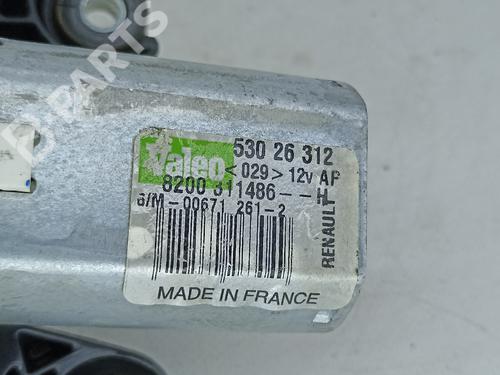 B-PARTS
Valeo
530 26 312
< 029 > 12v AP
8200 311486--H
S/M-00671 261-2
RENAULT
MADE IN FRANCE